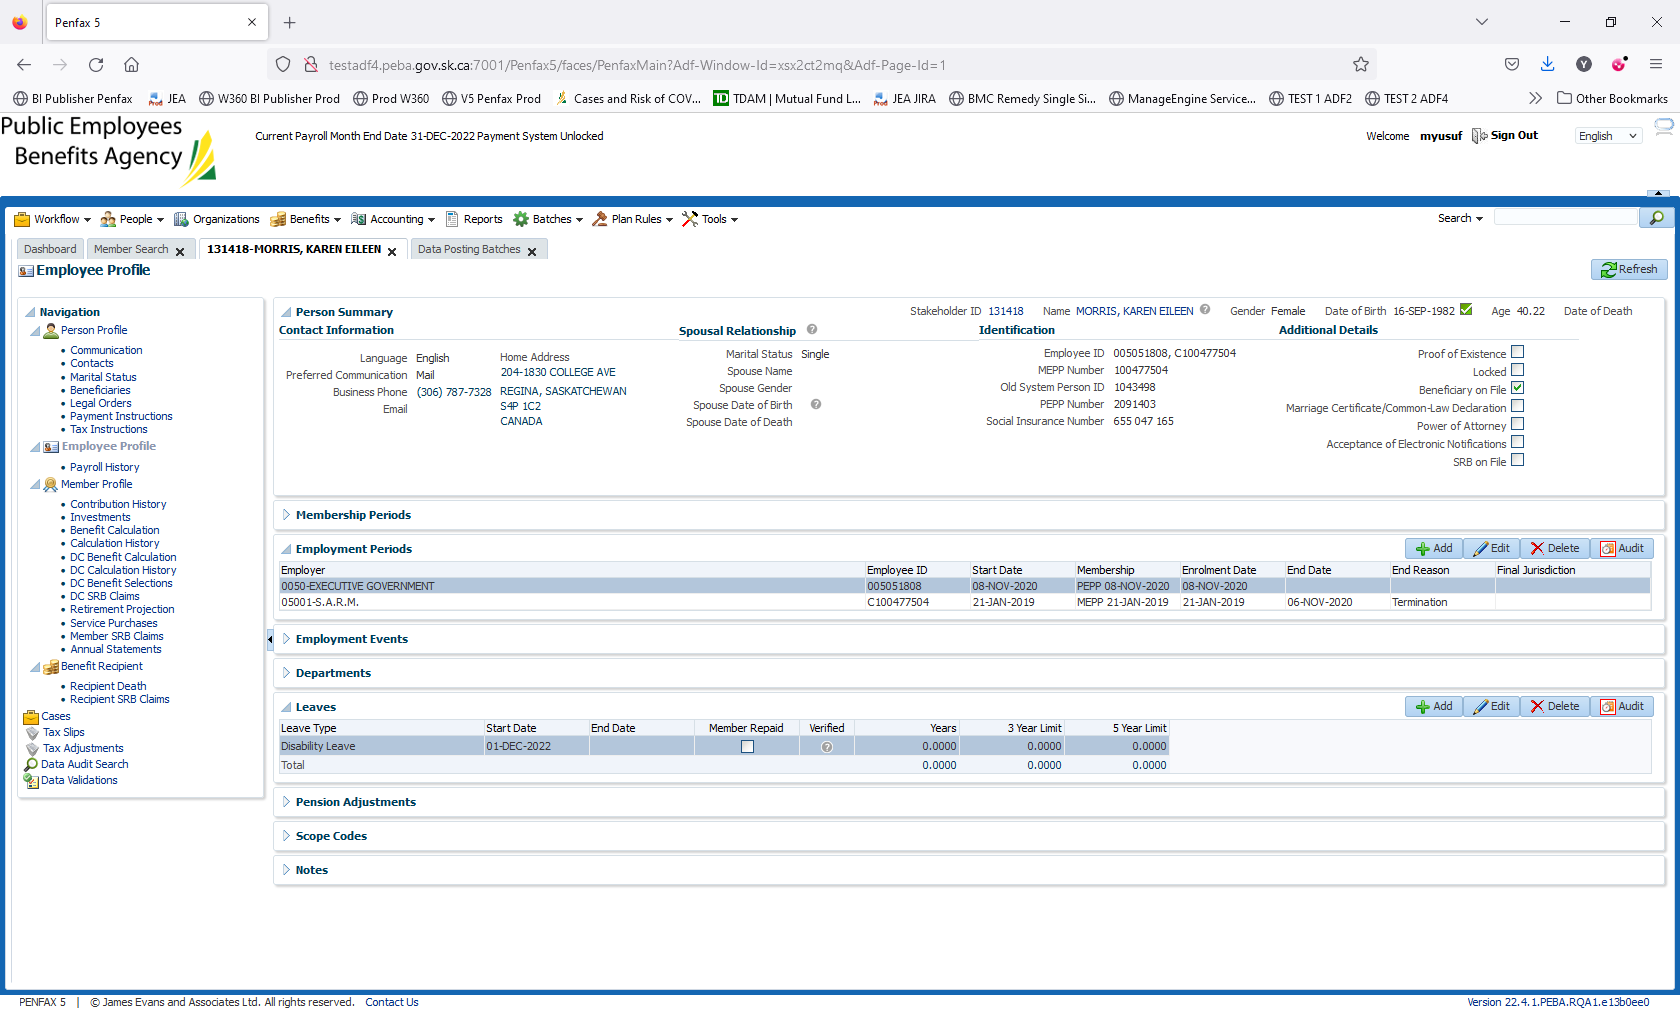 Penfax 5
testadf4.peba.gov.sk.ca:7001/Penfax5/faces/PenfaxMain?Adf-Window-Id=xsx2ct2mq&Adf-Page-Id=1
BI Publisher Penfax JEA W360 BI Publisher Prod Prod W360 V5 Penfax Prod Cases and Risk of COV... TD TDAM | Mutual Fund L... JEA JIRA BMC Remedy Single Si... ManageEngine Service... TEST 1 ADF2 TEST 2 ADF4 Other Bookmarks
Public Employees
Benefits Agency
Current Payroll Month End Date 31-DEC-2022 Payment System Unlocked
Welcome myusuf Sign Out English
Workflow People Organizations Benefits Accounting Reports Batches Plan Rules Tools Search
Dashboard Member Search 131418-MORRIS, KAREN EILEEN Data Posting Batches
Employee Profile
Refresh
Navigation
Person Profile
Communication
Contacts
Marital Status
Beneficiaries
Legal Orders
Payment Instructions
Tax Instructions
Employee Profile
Payroll History
Member Profile
Contribution History
Investments
Benefit Calculation
Calculation History
DC Benefit Calculation
DC Calculation History
DC Benefit Selections
DC SRB Claims
Retirement Projection
Service Purchases
Member SRB Claims
Annual Statements
Benefit Recipient
Recipient Death
Recipient SRB Claims
Cases
Tax Slips
Tax Adjustments
Data Audit Search
Data Validations
Person Summary
Stakeholder ID 131418 Name MORRIS, KAREN EILEEN Gender Female Date of Birth 16-SEP-1982 Age 40.22 Date of Death
Contact Information
Language English
Preferred Communication Mail
Business Phone (306) 787-7328
Email
Home Address
204-1830 COLLEGE AVE
REGINA, SASKATCHEWAN
S4P 1C2
CANADA
Spousal Relationship
Marital Status Single
Spouse Name
Spouse Gender
Spouse Date of Birth
Spouse Date of Death
Identification
Employee ID 005051808, C100477504
MEPP Number 100477504
Old System Person ID 1043498
PEPP Number 2091403
Social Insurance Number 655 047 165
Additional Details
Proof of Existence
Locked
Beneficiary on File
Marriage Certificate/Common-Law Declaration
Power of Attorney
Acceptance of Electronic Notifications
SRB on File
Membership Periods
Employment Periods
Add Edit Delete Audit
Employer Employee ID Start Date Membership Enrolment Date End Date End Reason Final Jurisdiction
0050-EXECUTIVE GOVERNMENT 005051808 08-NOV-2020 PEPP 08-NOV-2020 08-NOV-2020
05001-S.A.R.M. C100477504 21-JAN-2019 MEPP 21-JAN-2019 21-JAN-2019 06-NOV-2020 Termination
Employment Events
Departments
Leaves
Add Edit Delete Audit
Leave Type Start Date End Date Member Repaid Verified Years 3 Year Limit 5 Year Limit
Disability Leave 01-DEC-2022 0.0000 0.0000 0.0000
Total 0.0000 0.0000 0.0000
Pension Adjustments
Scope Codes
Notes
PENFAX 5 | © James Evans and Associates Ltd. All rights reserved. Contact Us
Version 22.4.1.PEBA.RQA1.e13b0ee0